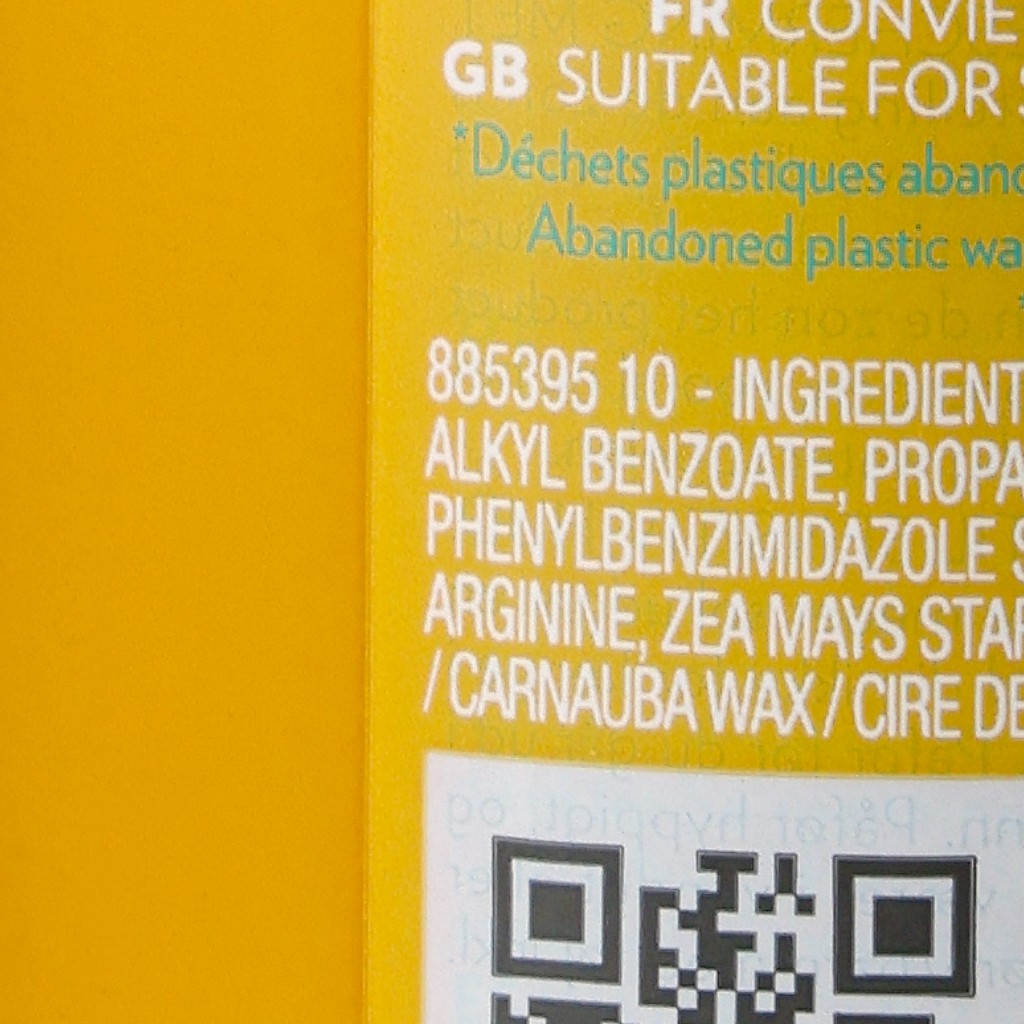 FR CONVIE
GB SUITABLE FOR
*Déchets plastiques aband
Abandoned plastic wa
885395 10 - INGREDIENT
ALKYL BENZOATE, PROPA
PHENYLBENZIMIDAZOLE S
ARGININE, ZEA MAYS STAR
/ CARNAUBA WAX / CIRE DE